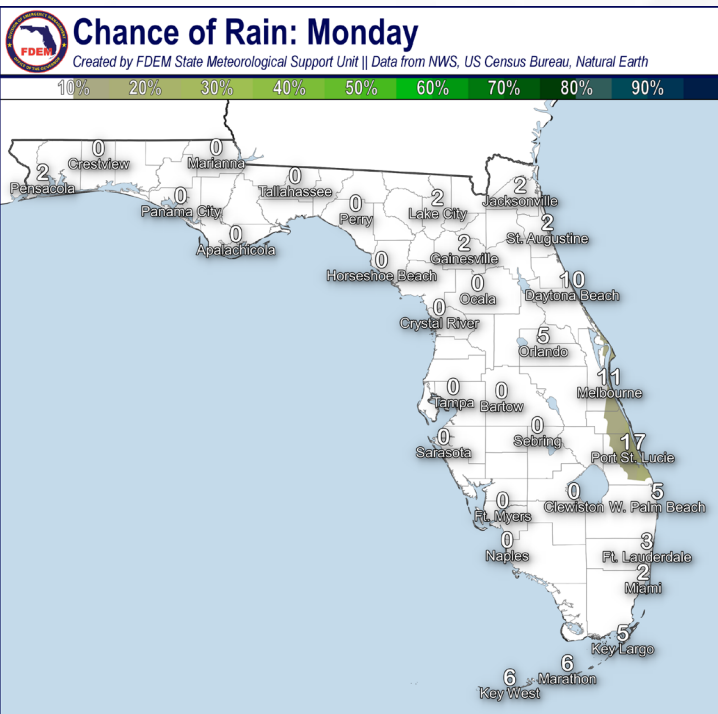 Chance of Rain: Monday
FDEM
Created by FDEM State Meteorological Support Unit || Data from NWS, US Census Bureau, Natural Earth
10% 20% 30% 40% 50% 60% 70% 80% 90%
0
Crestview
0
Marianna
2
Pensacola
0
Tallahassee
0
Panama City
0
Perry
2
Lake City
2
Jacksonville
0
Apalachicola
2
St. Augustine
2
Gainesville
0
Horseshoe Beach
0
Ocala
10
Daytona Beach
0
Crystal River
5
Orlando
11
Melbourne
0
Tampa
0
Bartow
0
Sebring
0
Sarasota
17
Port St. Lucie
0
Ft. Myers
0
Clewiston
5
W. Palm Beach
0
Naples
3
Ft. Lauderdale
2
Miami
5
Key Largo
6
Marathon
6
Key West